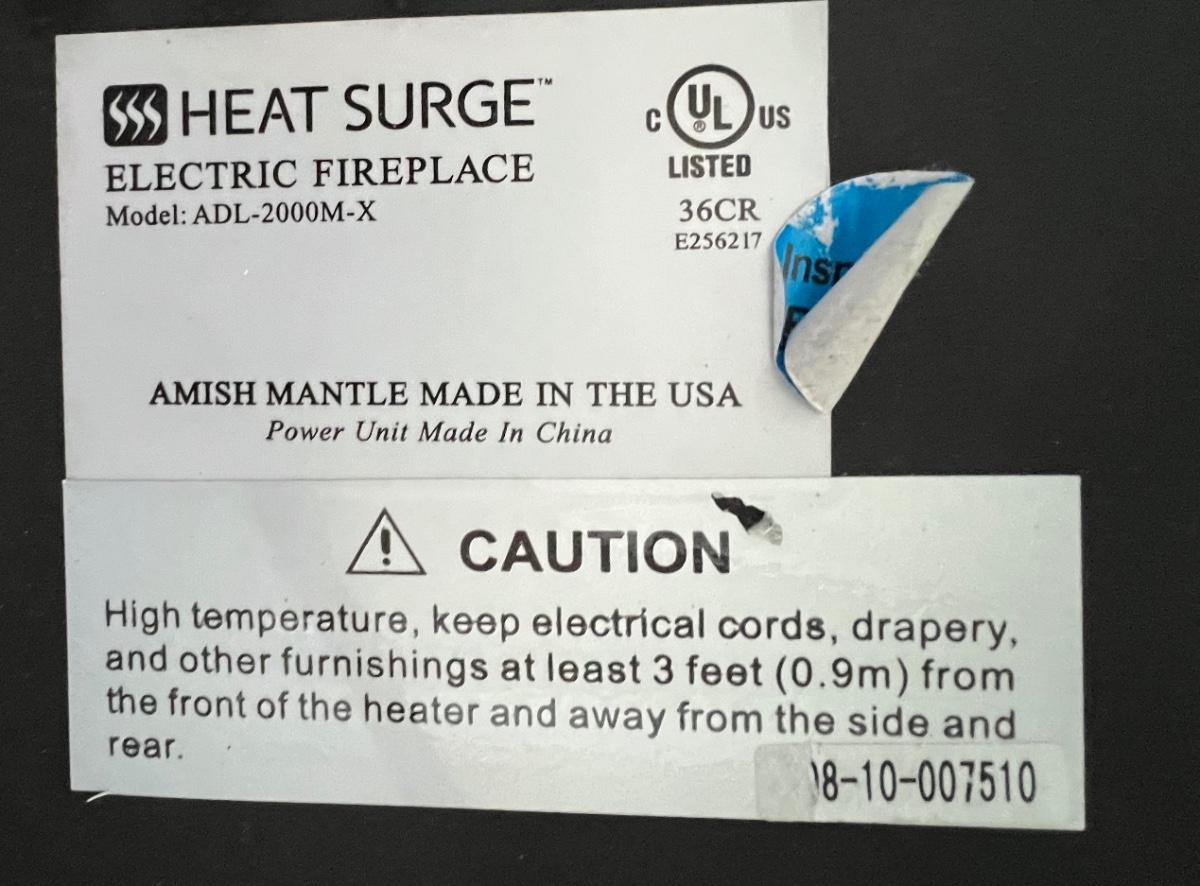 HEAT SURGE™
ELECTRIC FIREPLACE
Model: ADL-2000M-X
C UL® US
LISTED
36CR
E256217
AMISH MANTLE MADE IN THE USA
Power Unit Made In China
CAUTION
High temperature, keep electrical cords, drapery,
and other furnishings at least 3 feet (0.9m) from
the front of the heater and away from the side and
rear.
8-10-007510